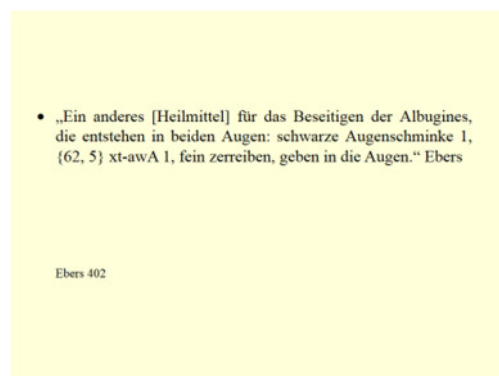 • „Ein anderes [Heilmittel] für das Beseitigen der Albugines,
die entstehen in beiden Augen: schwarze Augenschminke 1,
{62, 5} xt-awA 1, fein zerreiben, geben in die Augen.“ Ebers
Ebers 402